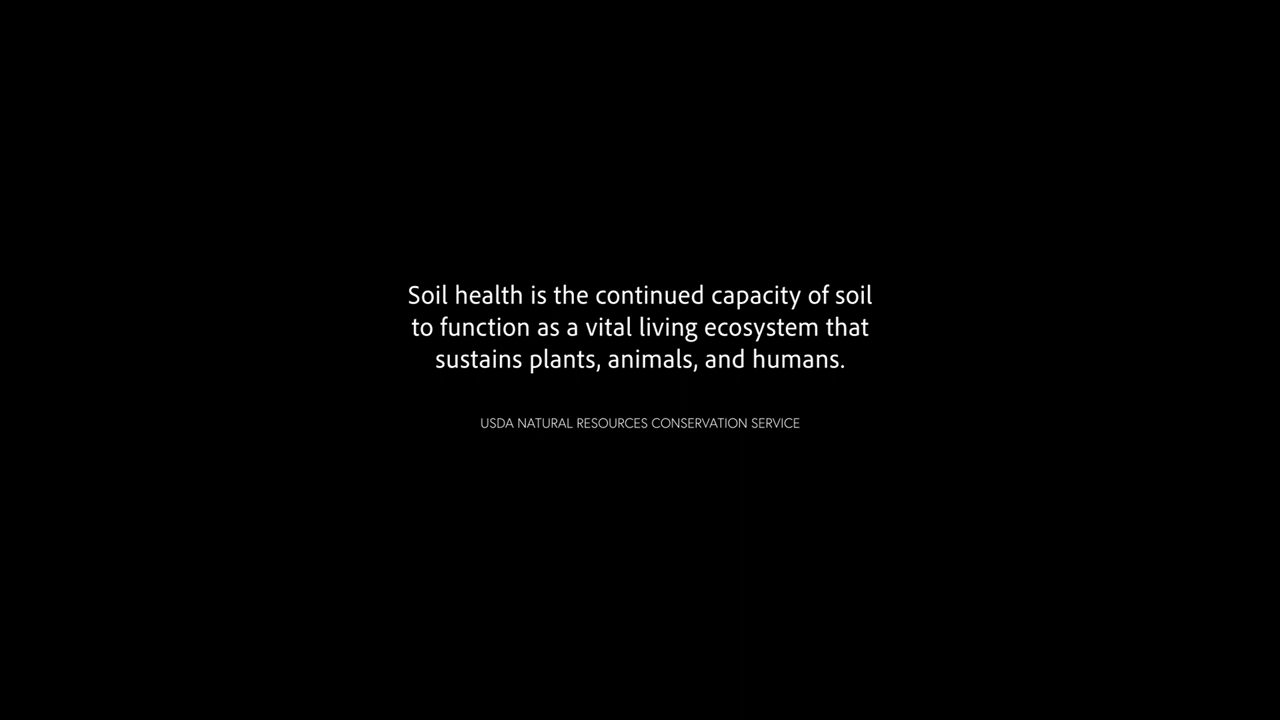 Soil health is the continued capacity of soil
to function as a vital living ecosystem that
sustains plants, animals, and humans.
USDA NATURAL RESOURCES CONSERVATION SERVICE